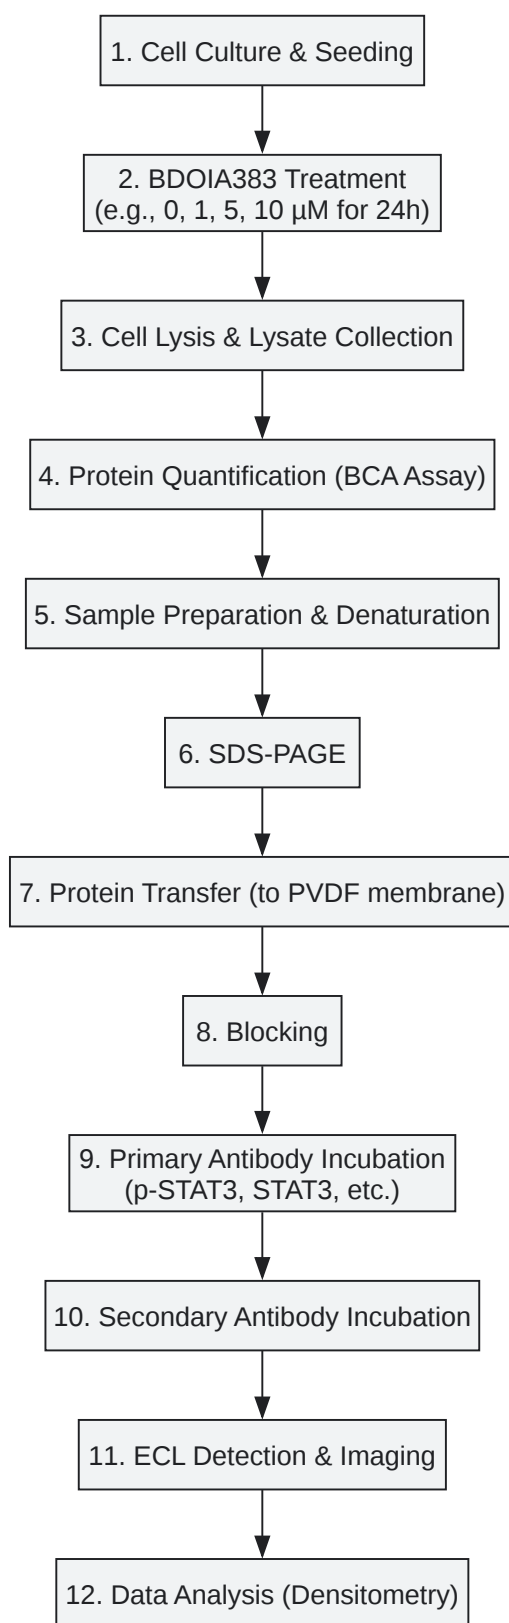 1. Cell Culture & Seeding
2. BDOIA383 Treatment
(e.g., 0, 1, 5, 10 µM for 24h)
3. Cell Lysis & Lysate Collection
4. Protein Quantification (BCA Assay)
5. Sample Preparation & Denaturation
6. SDS-PAGE
7. Protein Transfer (to PVDF membrane)
8. Blocking
9. Primary Antibody Incubation
(p-STAT3, STAT3, etc.)
10. Secondary Antibody Incubation
11. ECL Detection & Imaging
12. Data Analysis (Densitometry)